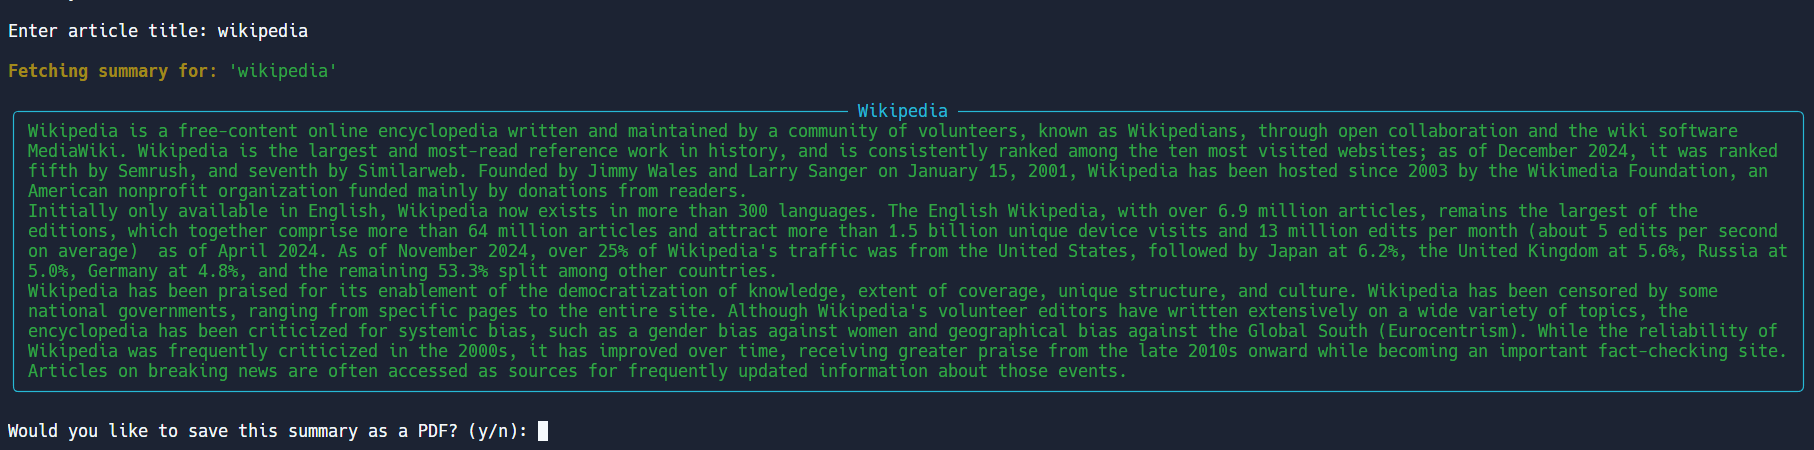 Enter article title: wikipedia
Fetching summary for: 'wikipedia'
Wikipedia
Wikipedia is a free-content online encyclopedia written and maintained by a community of volunteers, known as Wikipedians, through open collaboration and the wiki software
MediaWiki. Wikipedia is the largest and most-read reference work in history, and is consistently ranked among the ten most visited websites; as of December 2024, it was ranked
fifth by Semrush, and seventh by Similarweb. Founded by Jimmy Wales and Larry Sanger on January 15, 2001, Wikipedia has been hosted since 2003 by the Wikimedia Foundation, an
American nonprofit organization funded mainly by donations from readers.
Initially only available in English, Wikipedia now exists in more than 300 languages. The English Wikipedia, with over 6.9 million articles, remains the largest of the
editions, which together comprise more than 64 million articles and attract more than 1.5 billion unique device visits and 13 million edits per month (about 5 edits per second
on average)  as of April 2024. As of November 2024, over 25% of Wikipedia's traffic was from the United States, followed by Japan at 6.2%, the United Kingdom at 5.6%, Russia at
5.0%, Germany at 4.8%, and the remaining 53.3% split among other countries.
Wikipedia has been praised for its enablement of the democratization of knowledge, extent of coverage, unique structure, and culture. Wikipedia has been censored by some
national governments, ranging from specific pages to the entire site. Although Wikipedia's volunteer editors have written extensively on a wide variety of topics, the
encyclopedia has been criticized for systemic bias, such as a gender bias against women and geographical bias against the Global South (Eurocentrism). While the reliability of
Wikipedia was frequently criticized in the 2000s, it has improved over time, receiving greater praise from the late 2010s onward while becoming an important fact-checking site.
Articles on breaking news are often accessed as sources for frequently updated information about those events.
Would you like to save this summary as a PDF? (y/n):